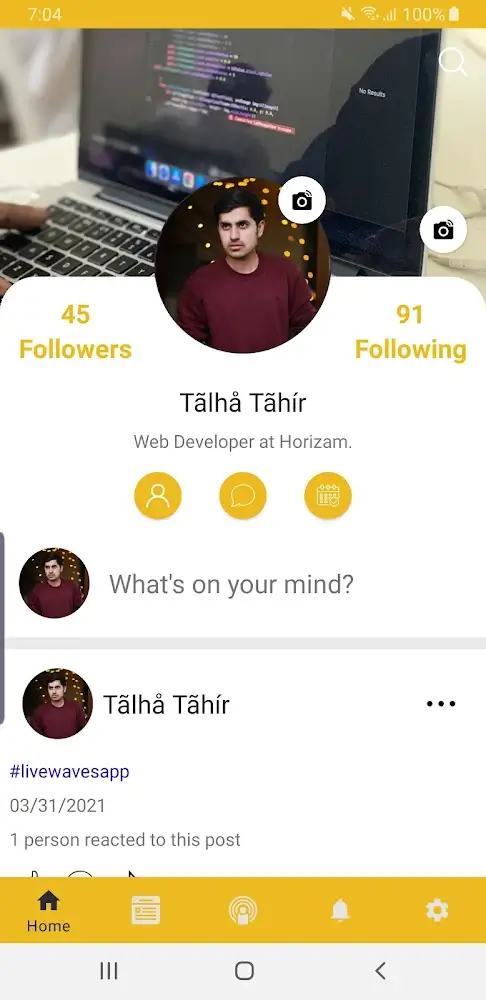 7:04
100%
No Results
45
Followers
91
Following
Tãlhå Tãhír
Web Developer at Horizam.
What's on your mind?
Tãlhå Tãhír
#livewavesapp
03/31/2021
1 person reacted to this post
Home